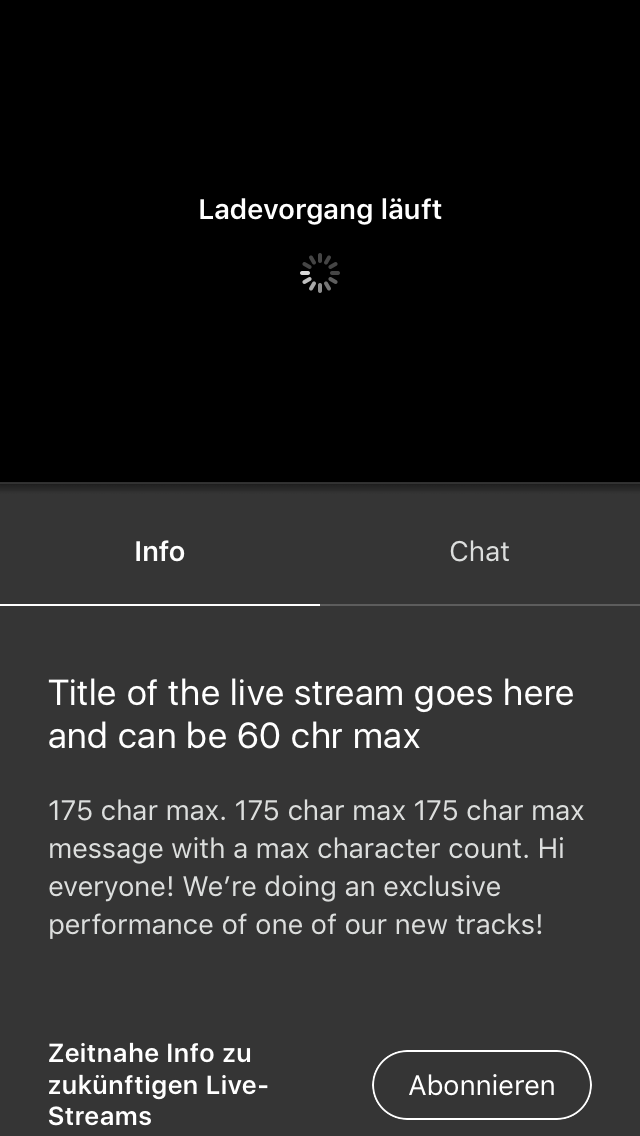 Ladevorgang läuft
Info
Chat
Title of the live stream goes here
and can be 60 chr max
175 char max. 175 char max 175 char max
message with a max character count. Hi
everyone! We’re doing an exclusive
performance of one of our new tracks!
Zeitnahe Info zu
zukünftigen Live-
Streams
Abonnieren